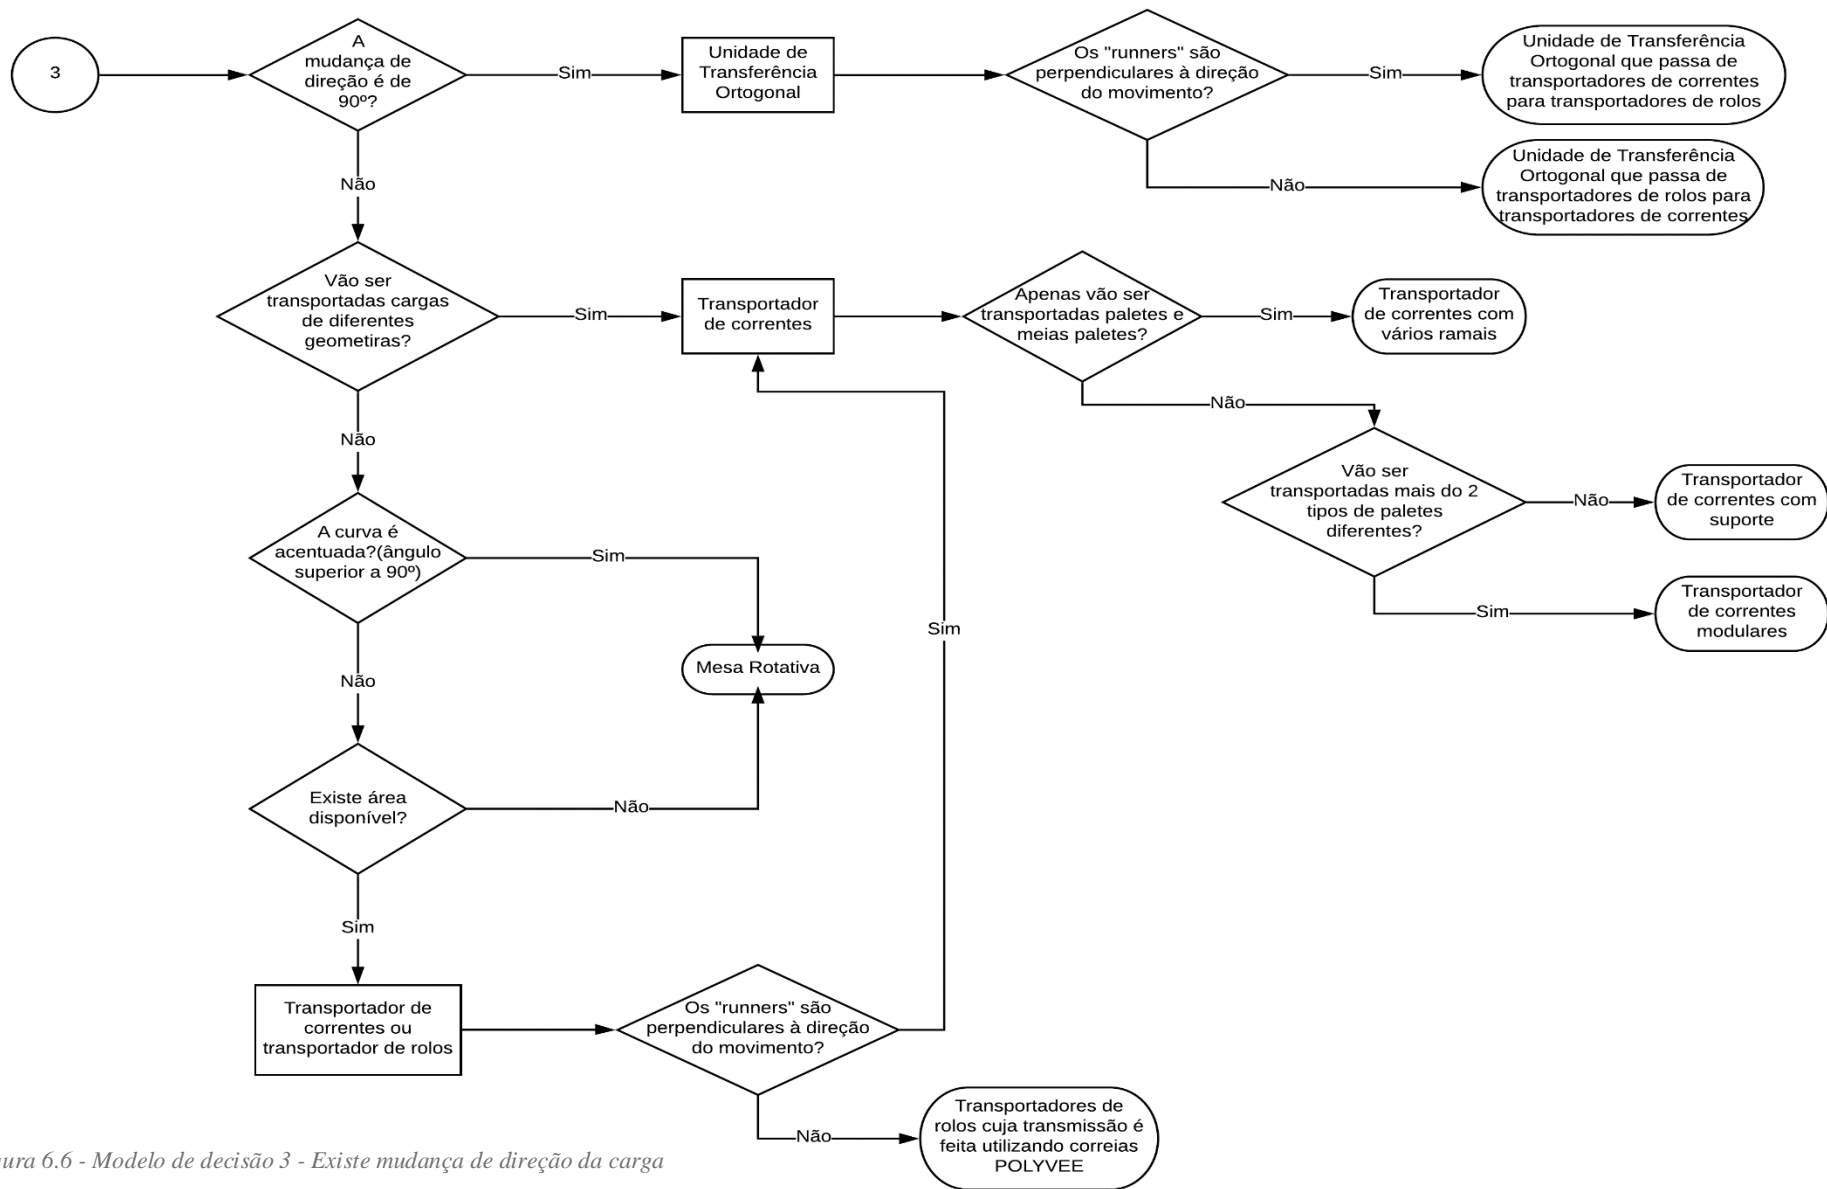 3
A
mudança de
direção é de
90º?
Sim
Unidade de
Transferência
Ortogonal
Os "runners" são
perpendiculares à direção
do movimento?
Sim
Unidade de Transferência
Ortogonal que passa de
transportadores de correntes
para transportadores de rolos
Não
Unidade de Transferência
Ortogonal que passa de
transportadores de rolos para
transportadores de correntes
Não
Vão ser
transportadas cargas
de diferentes
geometiras?
Sim
Transportador
de correntes
Apenas vão ser
transportadas paletes e
meias paletes?
Sim
Transportador
de correntes com
vários ramais
Não
Vão ser
transportadas mais do 2
tipos de paletes
diferentes?
Não
Transportador
de correntes com
suporte
Sim
Transportador
de correntes
modulares
Não
A curva é
acentuada?(ângulo
superior a 90º)
Sim
Mesa Rotativa
Não
Existe área
disponível?
Não
Sim
Transportador de
correntes ou
transportador de rolos
Os "runners" são
perpendiculares à direção
do movimento?
Sim
Não
Transportadores de
rolos cuja transmissão é
feita utilizando correias
POLYVEE
ura 6.6 - Modelo de decisão 3 - Existe mudança de direção da carga